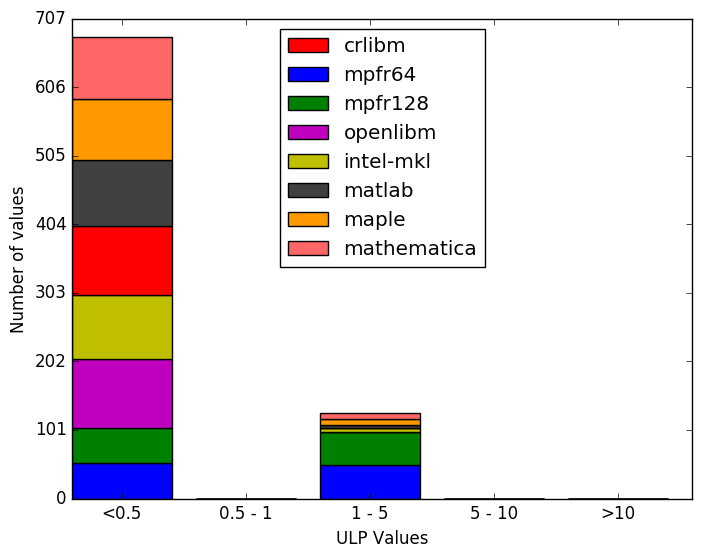 707
606
505
404
303
202
101
0
Number of values
crlibm
mpfr64
mpfr128
openlibm
intel-mkl
matlab
maple
mathematica
<0.5
0.5 - 1
1 - 5
5 - 10
>10
ULP Values